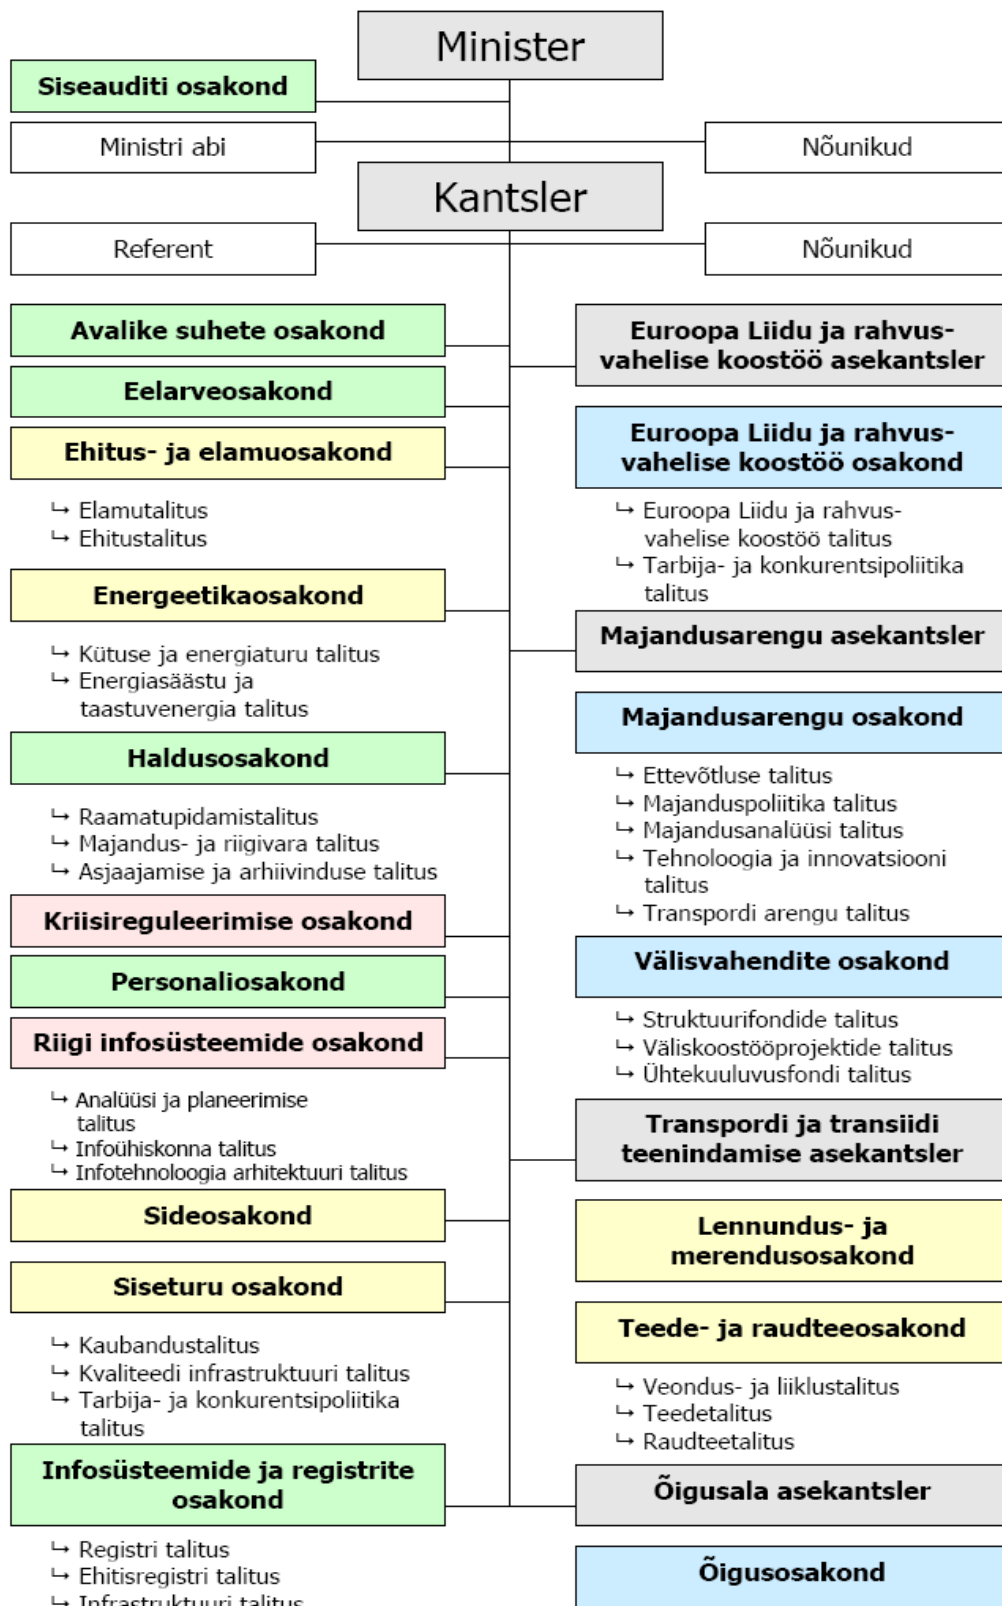 Minister
Siseauditi osakond
Ministri abi
Nõunikud
Kantsler
Referent
Nõunikud
Avalike suhete osakond
Eelarveosakond
Ehitus- ja elamuosakond
↳ Elamutalitus
↳ Ehitustalitus
Energeetikaosakond
↳ Kütuse ja energiaturu talitus
↳ Energiasäästu ja
taastuvenergia talitus
Haldusosakond
↳ Raamatupidamistalitus
↳ Majandus- ja riigivara talitus
↳ Asjaajamise ja arhiivinduse talitus
Kriisireguleerimise osakond
Personaliosakond
Riigi infosüsteemide osakond
↳ Analüüsi ja planeerimise
talitus
↳ Infoühiskonna talitus
↳ Infotehnoloogia arhitektuuri talitus
Sideosakond
Siseturu osakond
↳ Kaubandustalitus
↳ Kvaliteedi infrastruktuuri talitus
↳ Tarbija- ja konkurentsipoliitika
talitus
Infosüsteemide ja registrite
osakond
↳ Registri talitus
↳ Ehitisregistri talitus
↳ Infrastruktuuri talitus
Euroopa Liidu ja rahvus-
vahelise koostöö asekantsler
Euroopa Liidu ja rahvus-
vahelise koostöö osakond
↳ Euroopa Liidu ja rahvus-
vahelise koostöö talitus
↳ Tarbija- ja konkurentsipoliitika
talitus
Majandusarengu asekantsler
Majandusarengu osakond
↳ Ettevõtluse talitus
↳ Majanduspoliitika talitus
↳ Majandusanalüüsi talitus
↳ Tehnoloogia ja innovatsiooni
talitus
↳ Transpordi arengu talitus
Välisvahendite osakond
↳ Struktuurifondide talitus
↳ Väliskoostööprojektide talitus
↳ Ühtekuuluvusfondi talitus
Transpordi ja transiidi
teenindamise asekantsler
Lennundus- ja
merendusosakond
Teede- ja raudteeosakond
↳ Veondus- ja liiklustalitus
↳ Teedetalitus
↳ Raudteetalitus
Õigusala asekantsler
Õigusosakond